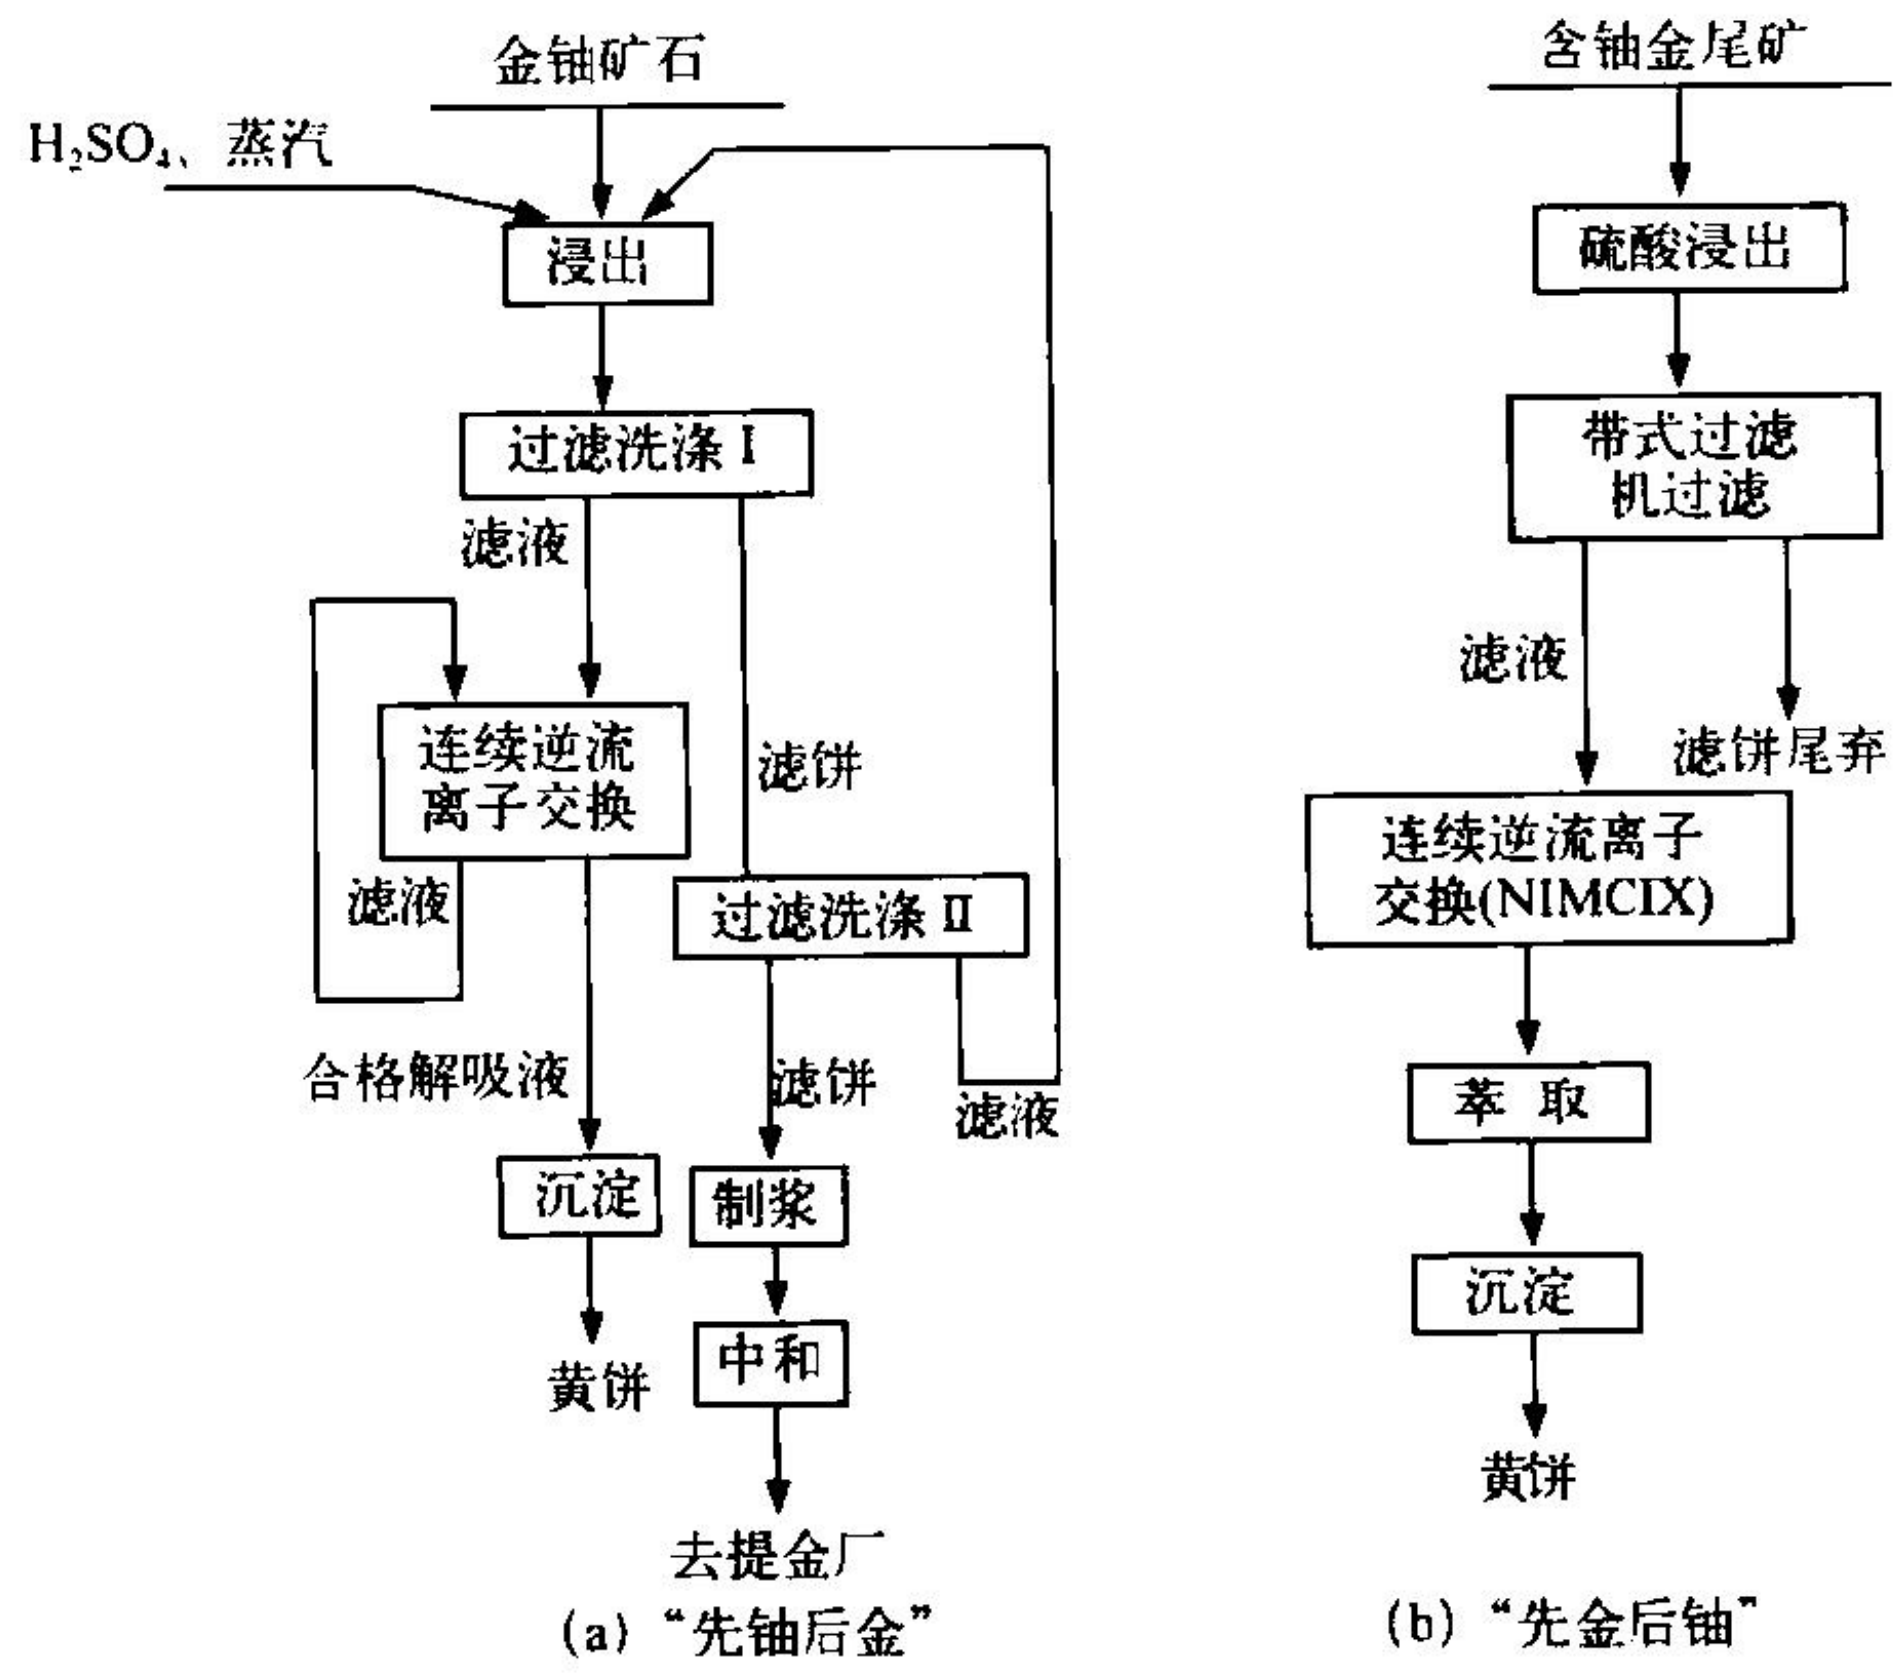 金铀矿石
H₂SO₄、蒸汽
浸出
过滤洗涤Ⅰ
滤液
滤饼
连续逆流
离子交换
滤液
过滤洗涤Ⅱ
合格解吸液
滤饼
滤液
沉淀
制浆
黄饼
中和
去提金厂
(a) “先铀后金”
含铀金尾矿
硫酸浸出
带式过滤
机过滤
滤液
滤饼尾弃
连续逆流离子
交换(NIMCIX)
萃取
沉淀
黄饼
(b) “先金后铀”